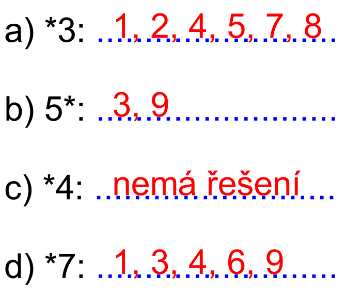 a) *3: 1, 2, 4, 5, 7, 8
b) 5*: 3, 9
c) *4: nemá řešení
d) *7: 1, 3, 4, 6, 9